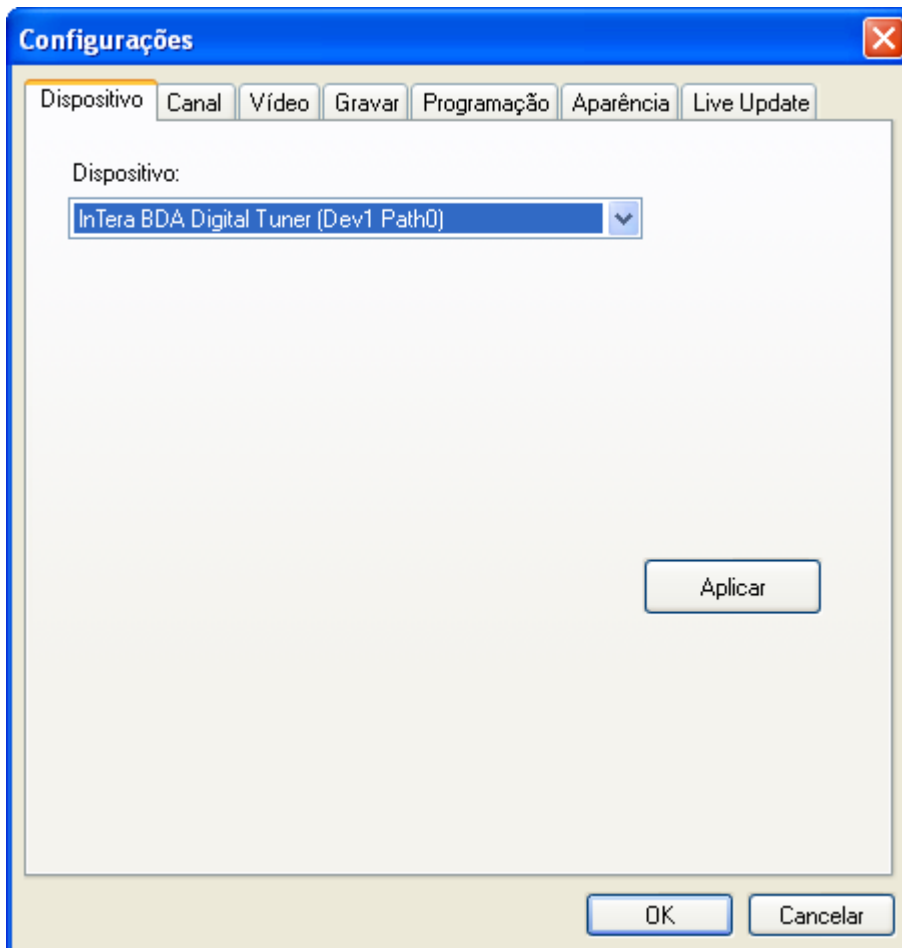 Configurações
Dispositivo Canal Vídeo Gravar Programação Aparência Live Update
Dispositivo:
InTera BDA Digital Tuner (Dev1 Path0)
Aplicar
OK Cancelar